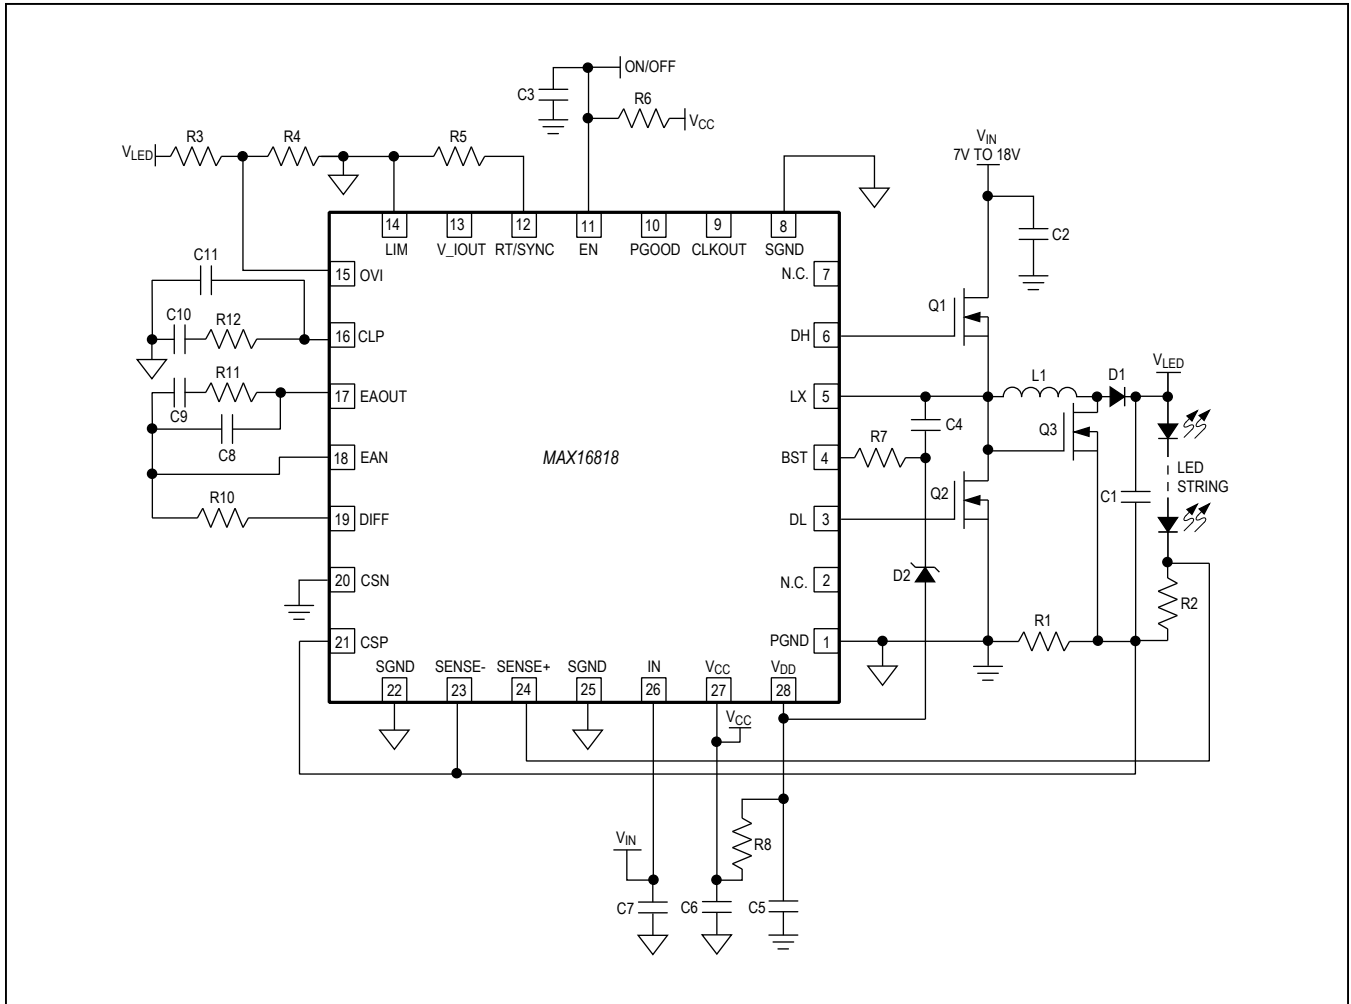 ON/OFF
C3
R6
VCC
VLED
R3
R4
R5
VIN
7V TO 18V
C2
14
13
12
11
10
9
8
LIM
V_IOUT
RT/SYNC
EN
PGOOD
CLKOUT
SGND
C11
15
OVI
N.C.
7
C10
R12
16
CLP
DH
6
Q1
R11
C9
C8
17
EAOUT
LX
5
L1
D1
VLED
C4
Q3
R7
18
EAN
MAX16818
BST
4
LED
STRING
Q2
C1
R10
19
DIFF
DL
3
20
CSN
N.C.
2
D2
R2
21
CSP
PGND
1
R1
SGND
SENSE-
SENSE+
SGND
IN
VCC
VDD
22
23
24
25
26
27
28
VCC
VIN
R8
C7
C6
C5